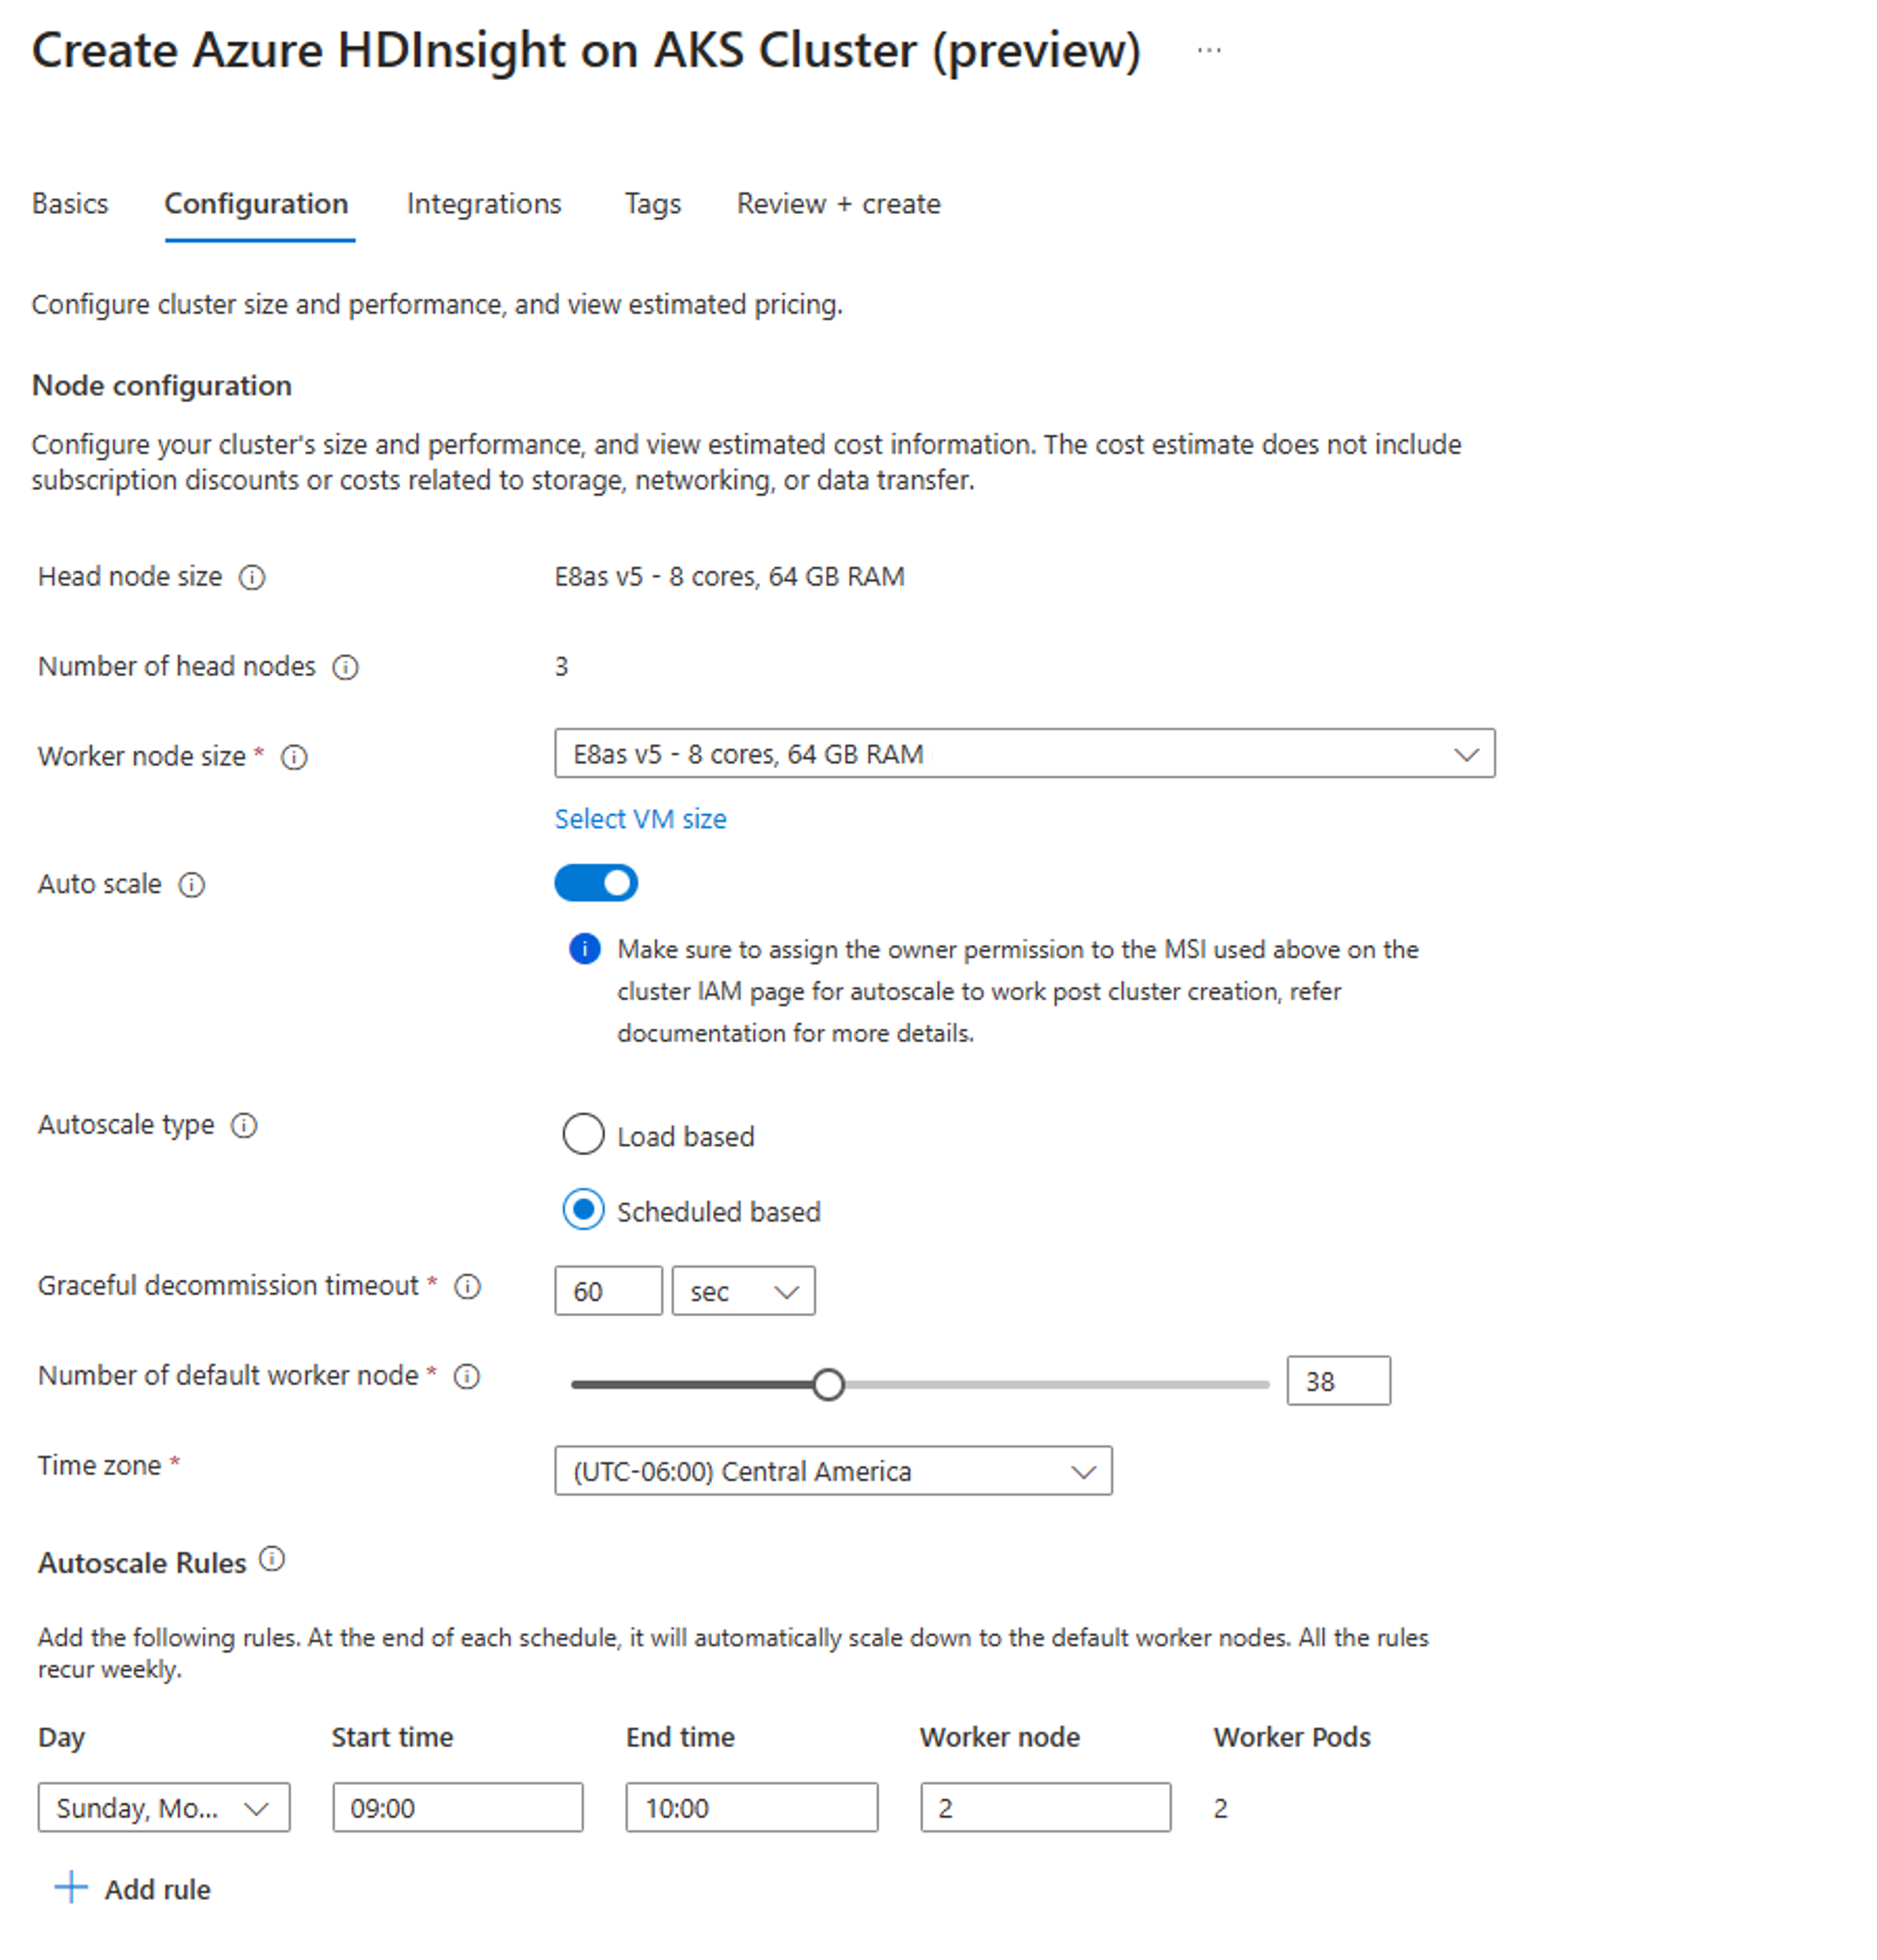 Create Azure HDInsight on AKS Cluster (preview) ...
Basics Configuration Integrations Tags Review + create
Configure cluster size and performance, and view estimated pricing.
Node configuration
Configure your cluster's size and performance, and view estimated cost information. The cost estimate does not include
subscription discounts or costs related to storage, networking, or data transfer.
Head node size E8as v5 - 8 cores, 64 GB RAM
Number of head nodes 3
Worker node size * E8as v5 - 8 cores, 64 GB RAM
Select VM size
Auto scale
Make sure to assign the owner permission to the MSI used above on the
cluster IAM page for autoscale to work post cluster creation, refer
documentation for more details.
Autoscale type
Load based
Scheduled based
Graceful decommission timeout * 60 sec
Number of default worker node * 38
Time zone * (UTC-06:00) Central America
Autoscale Rules
Add the following rules. At the end of each schedule, it will automatically scale down to the default worker nodes. All the rules
recur weekly.
Day Start time End time Worker node Worker Pods
Sunday, Mo... 09:00 10:00 2 2
+ Add rule